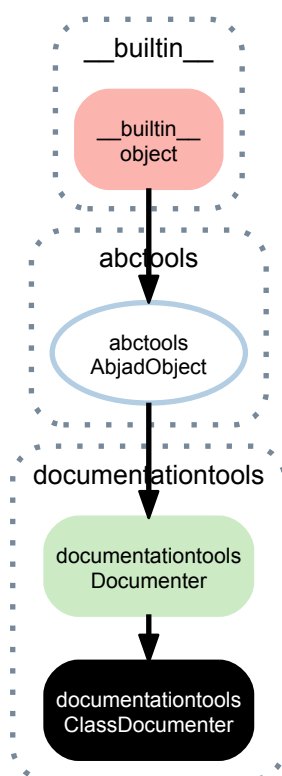 __builtin__
__builtin__
object
abctools
abctools
AbjadObject
documentationtools
documentationtools
Documenter
documentationtools
ClassDocumenter